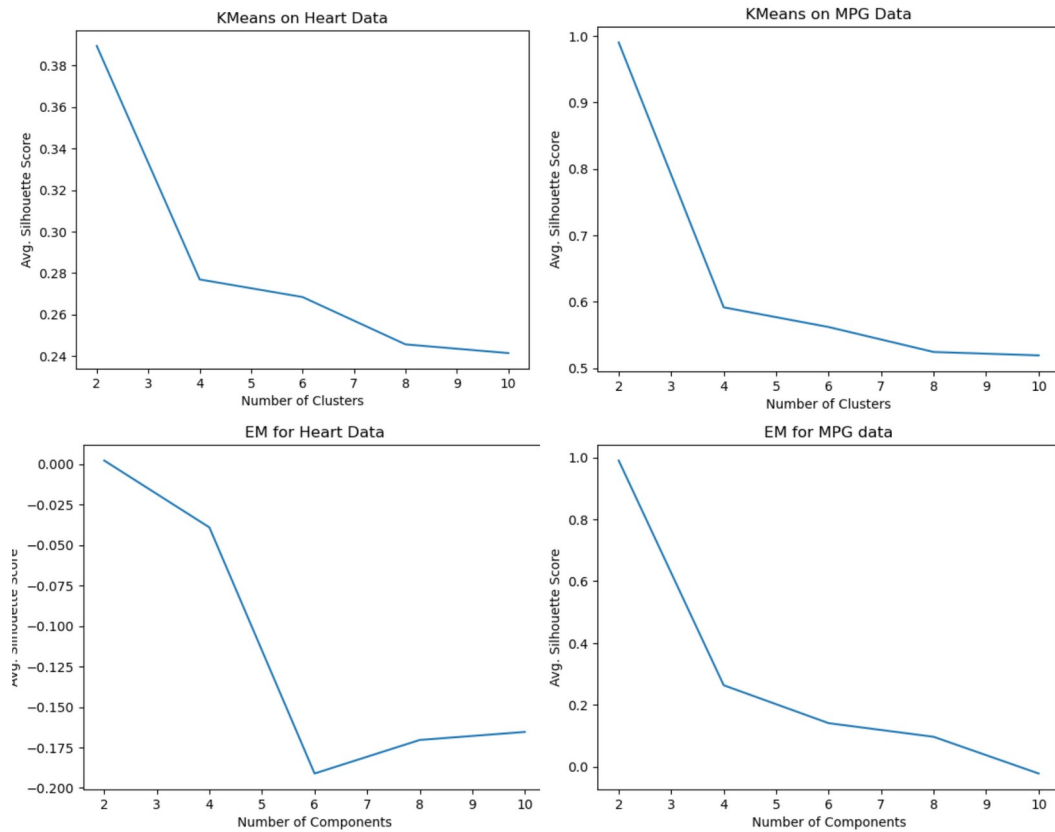 KMeans on Heart Data
Avg. Silhouette Score
0.38
0.36
0.34
0.32
0.30
0.28
0.26
0.24
2 3 4 5 6 7 8 9 10
Number of Clusters
KMeans on MPG Data
Avg. Silhouette Score
1.0
0.9
0.8
0.7
0.6
0.5
2 3 4 5 6 7 8 9 10
Number of Clusters
EM for Heart Data
Avg. Silhouette Score
0.000
−0.025
−0.050
−0.075
−0.100
−0.125
−0.150
−0.175
−0.200
2 3 4 5 6 7 8 9 10
Number of Components
EM for MPG data
Avg. Silhouette Score
1.0
0.8
0.6
0.4
0.2
0.0
2 3 4 5 6 7 8 9 10
Number of Components